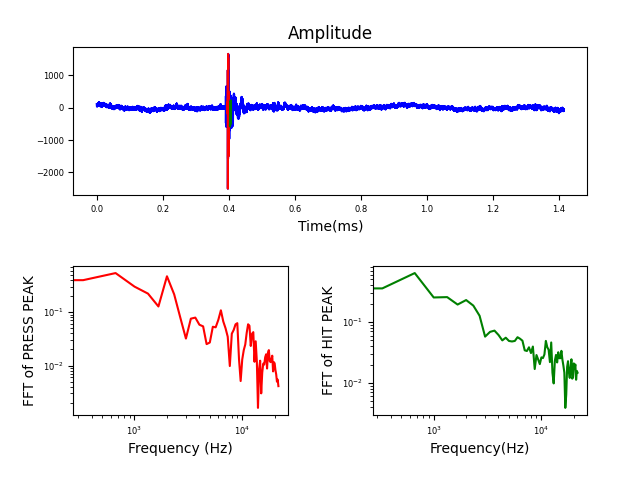 Amplitude
1000
0
−1000
−2000
0.0 0.2 0.4 0.6 0.8 1.0 1.2 1.4
Time(ms)
FFT of PRESS PEAK
10⁻¹
10⁻²
10³ 10⁴
Frequency (Hz)
FFT of HIT PEAK
10⁻¹
10⁻²
10³ 10⁴
Frequency(Hz)